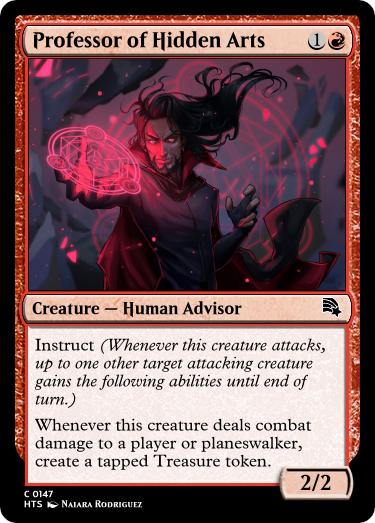 Professor of Hidden Arts 1
Creature — Human Advisor
Instruct (Whenever this creature attacks,
up to one other target attacking creature
gains the following abilities until end of
turn.)
Whenever this creature deals combat
damage to a player or planeswalker,
create a tapped Treasure token.
2/2
C 0147
HTS Naiara Rodriguez